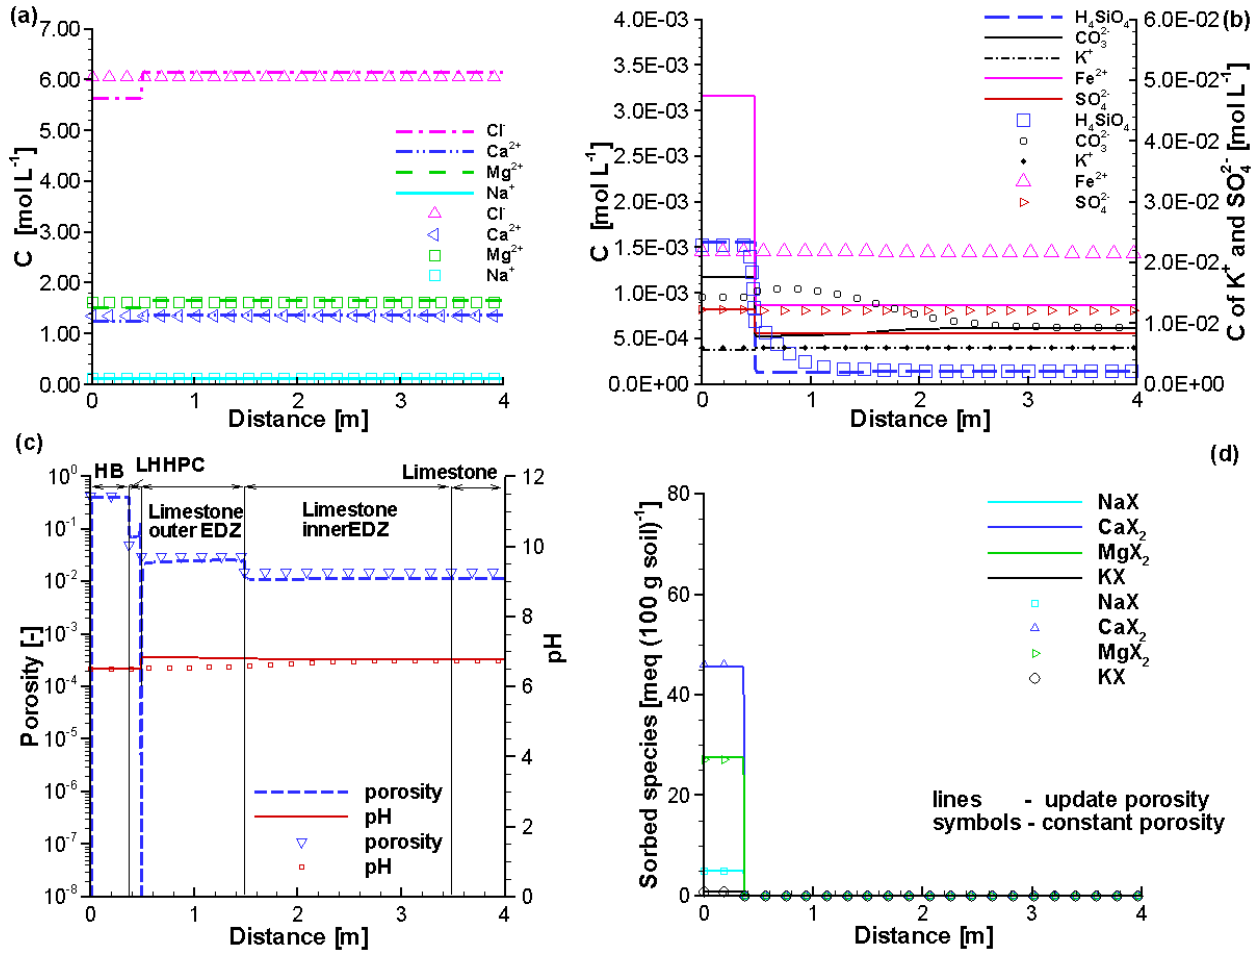 (a)
7.00
6.00
5.00
4.00
3.00
2.00
1.00
0.00
C [mol L⁻¹]
0
1
2
3
4
Distance [m]
Cl⁻
Ca²⁺
Mg²⁺
Na⁺
Cl⁻
Ca²⁺
Mg²⁺
Na⁺
(b)
4.0E-03
3.5E-03
3.0E-03
2.5E-03
2.0E-03
1.5E-03
1.0E-03
5.0E-04
0.0E+00
C [mol L⁻¹]
0
1
2
3
4
Distance [m]
H₄SiO₄
CO₃²⁻
K⁺
Fe²⁺
SO₄²⁻
H₄SiO₄
CO₃²⁻
K⁺
Fe²⁺
SO₄²⁻
6.0E-02
5.0E-02
4.0E-02
3.0E-02
2.0E-02
1.0E-02
0.0E+00
C of K⁺ and SO₄²⁻ [mol L⁻¹]
(c)
HB
LHHPC
Limestone
Limestone
outer EDZ
Limestone
innerEDZ
10⁰
10⁻¹
10⁻²
10⁻³
10⁻⁴
10⁻⁵
10⁻⁶
10⁻⁷
10⁻⁸
Porosity [-]
12
10
8
6
4
2
0
pH
porosity
pH
porosity
pH
0
1
2
3
4
Distance [m]
(d)
80
60
40
20
0
Sorbed species [meq (100 g soil)⁻¹]
NaX
CaX₂
MgX₂
KX
NaX
CaX₂
MgX₂
KX
lines - update porosity
symbols - constant porosity
0
1
2
3
4
Distance [m]